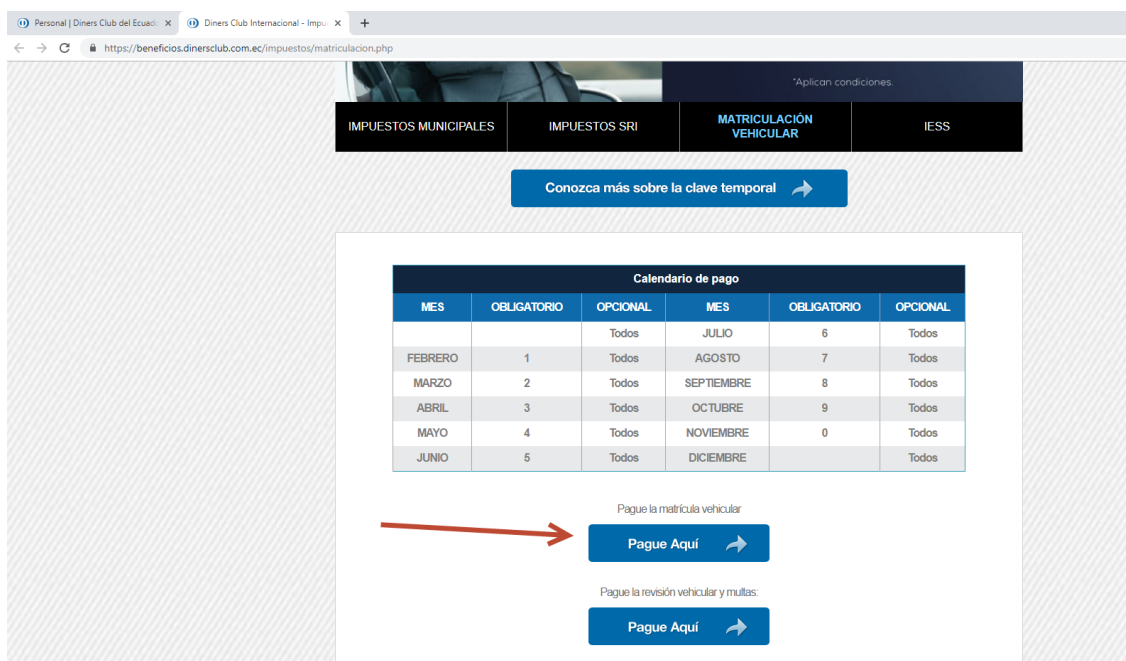 Personal | Diners Club del Ecuado
Diners Club Internacional - Impu
https://beneficios.dinersclub.com.ec/impuestos/matriculacion.php
*Aplican condiciones.
IMPUESTOS MUNICIPALES IMPUESTOS SRI MATRICULACIÓN VEHICULAR IESS
Conozca más sobre la clave temporal
Calendario de pago
MES OBLIGATORIO OPCIONAL MES OBLIGATORIO OPCIONAL
Todos JULIO 6 Todos
FEBRERO 1 Todos AGOSTO 7 Todos
MARZO 2 Todos SEPTIEMBRE 8 Todos
ABRIL 3 Todos OCTUBRE 9 Todos
MAYO 4 Todos NOVIEMBRE 0 Todos
JUNIO 5 Todos DICIEMBRE Todos
Pague la matrícula vehicular
Pague Aquí
Pague la revisión vehicular y multas:
Pague Aquí